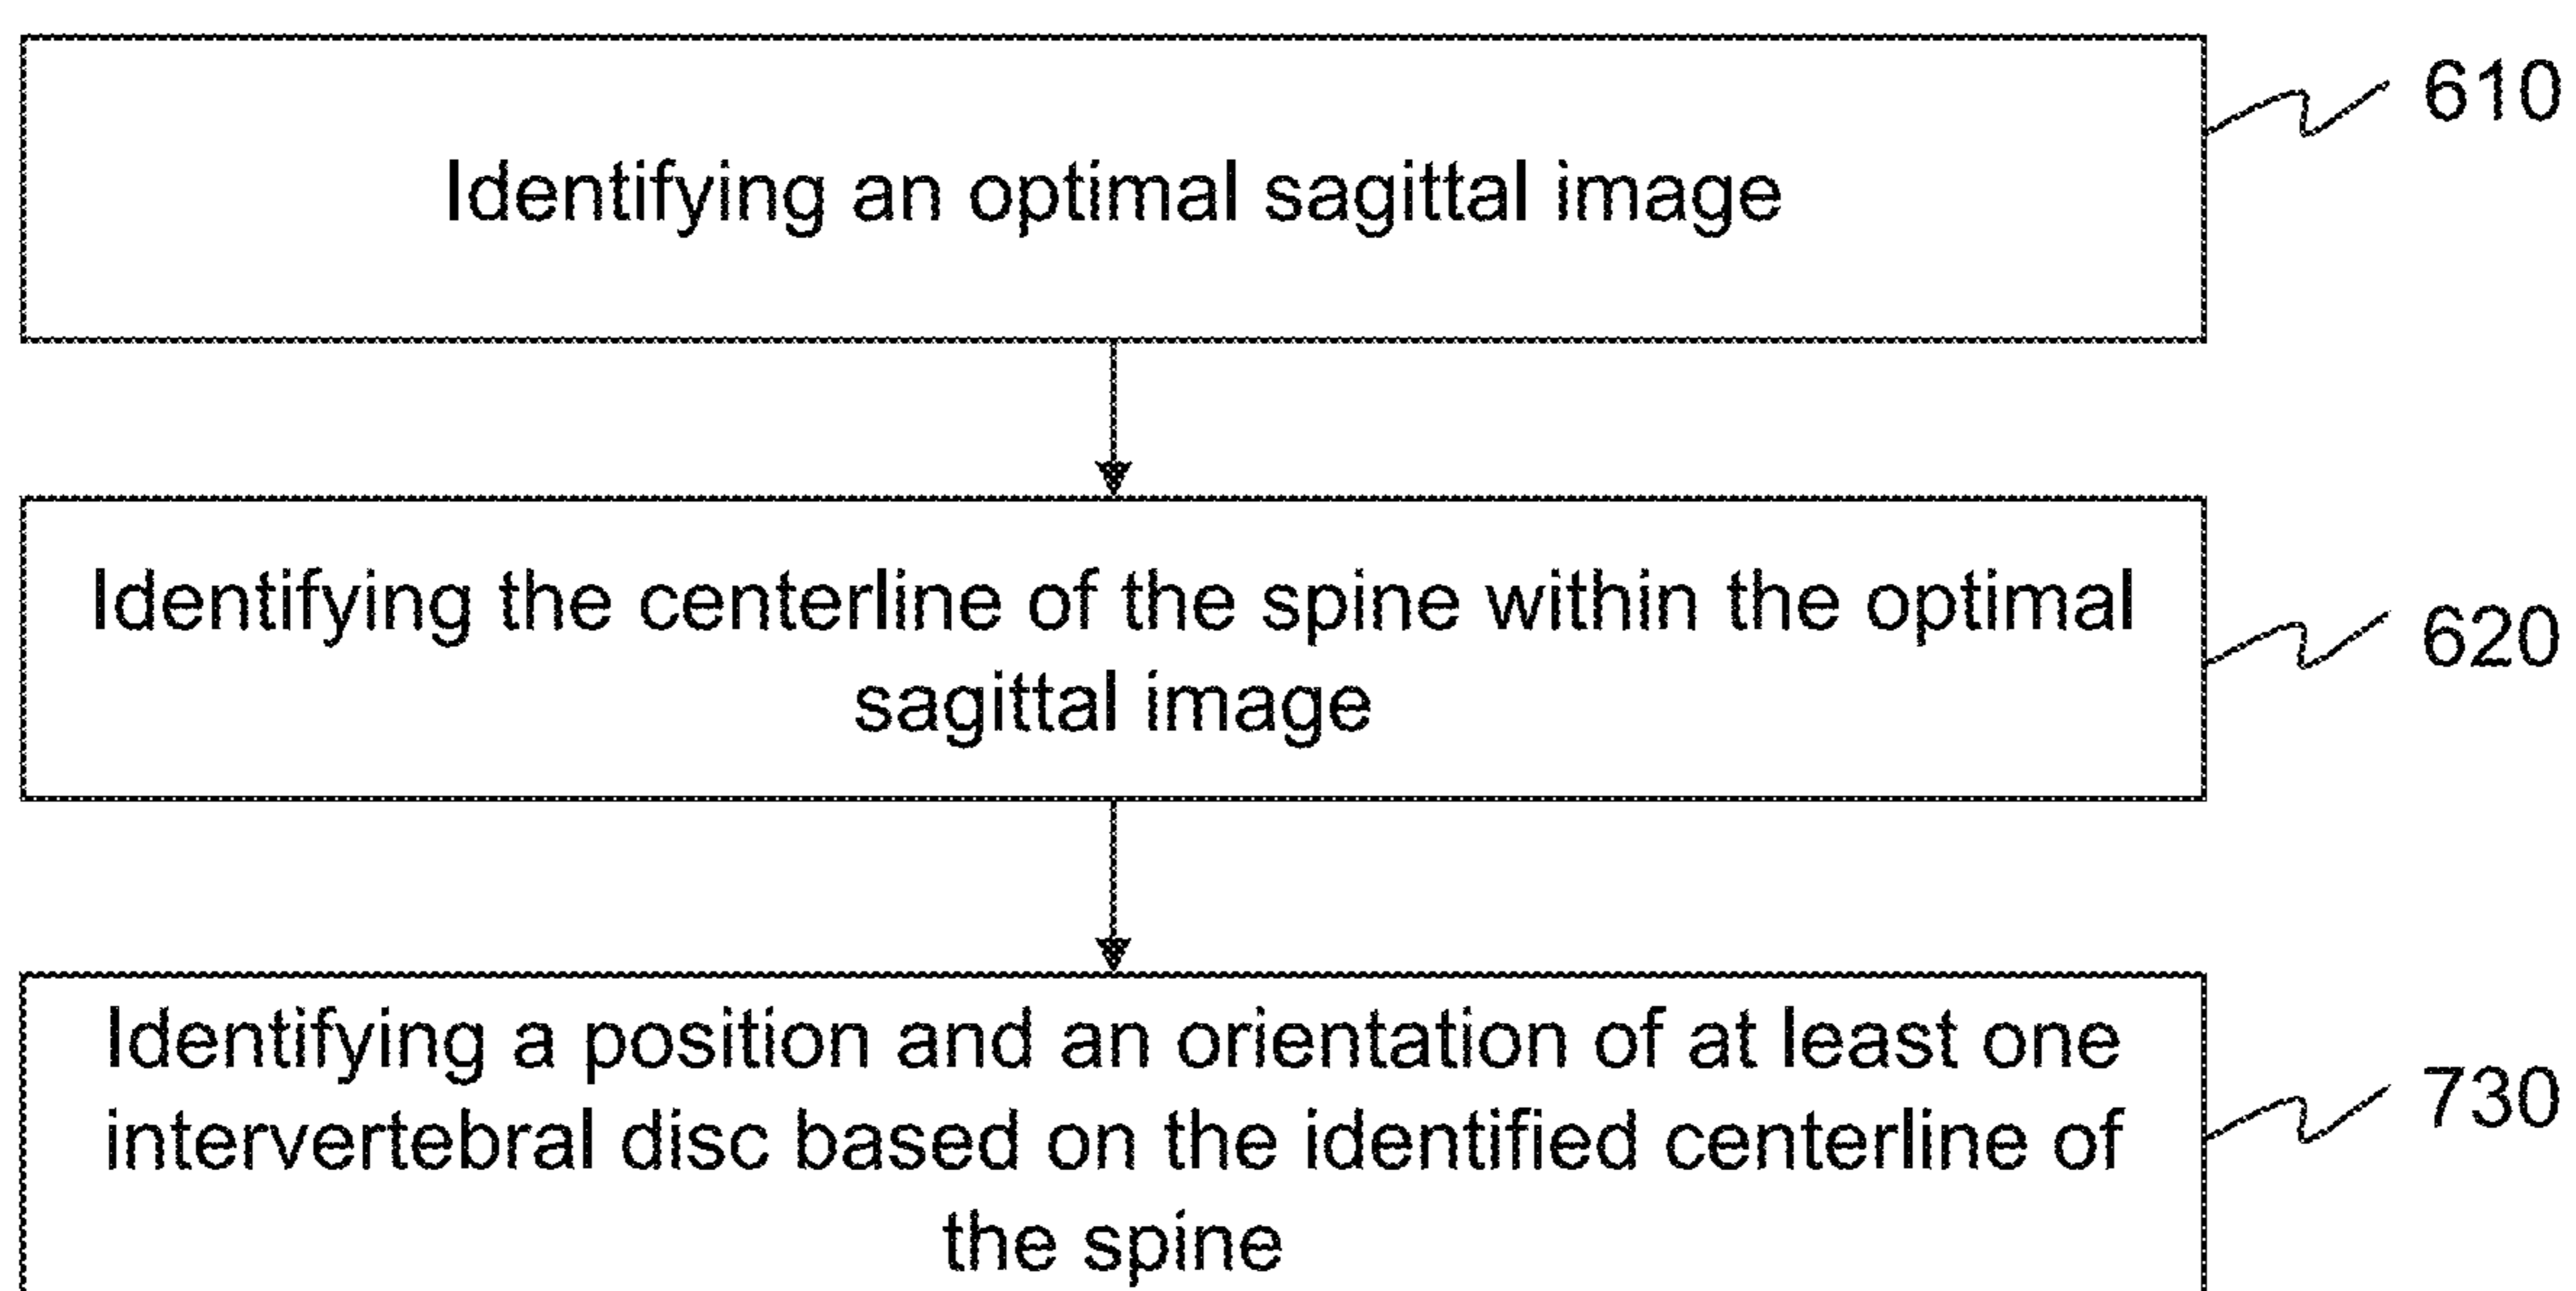 Identifying an optimal sagittal image
610
Identifying the centerline of the spine within the optimal
sagittal image
620
Identifying a position and an orientation of at least one
intervertebral disc based on the identified centerline of
the spine
730